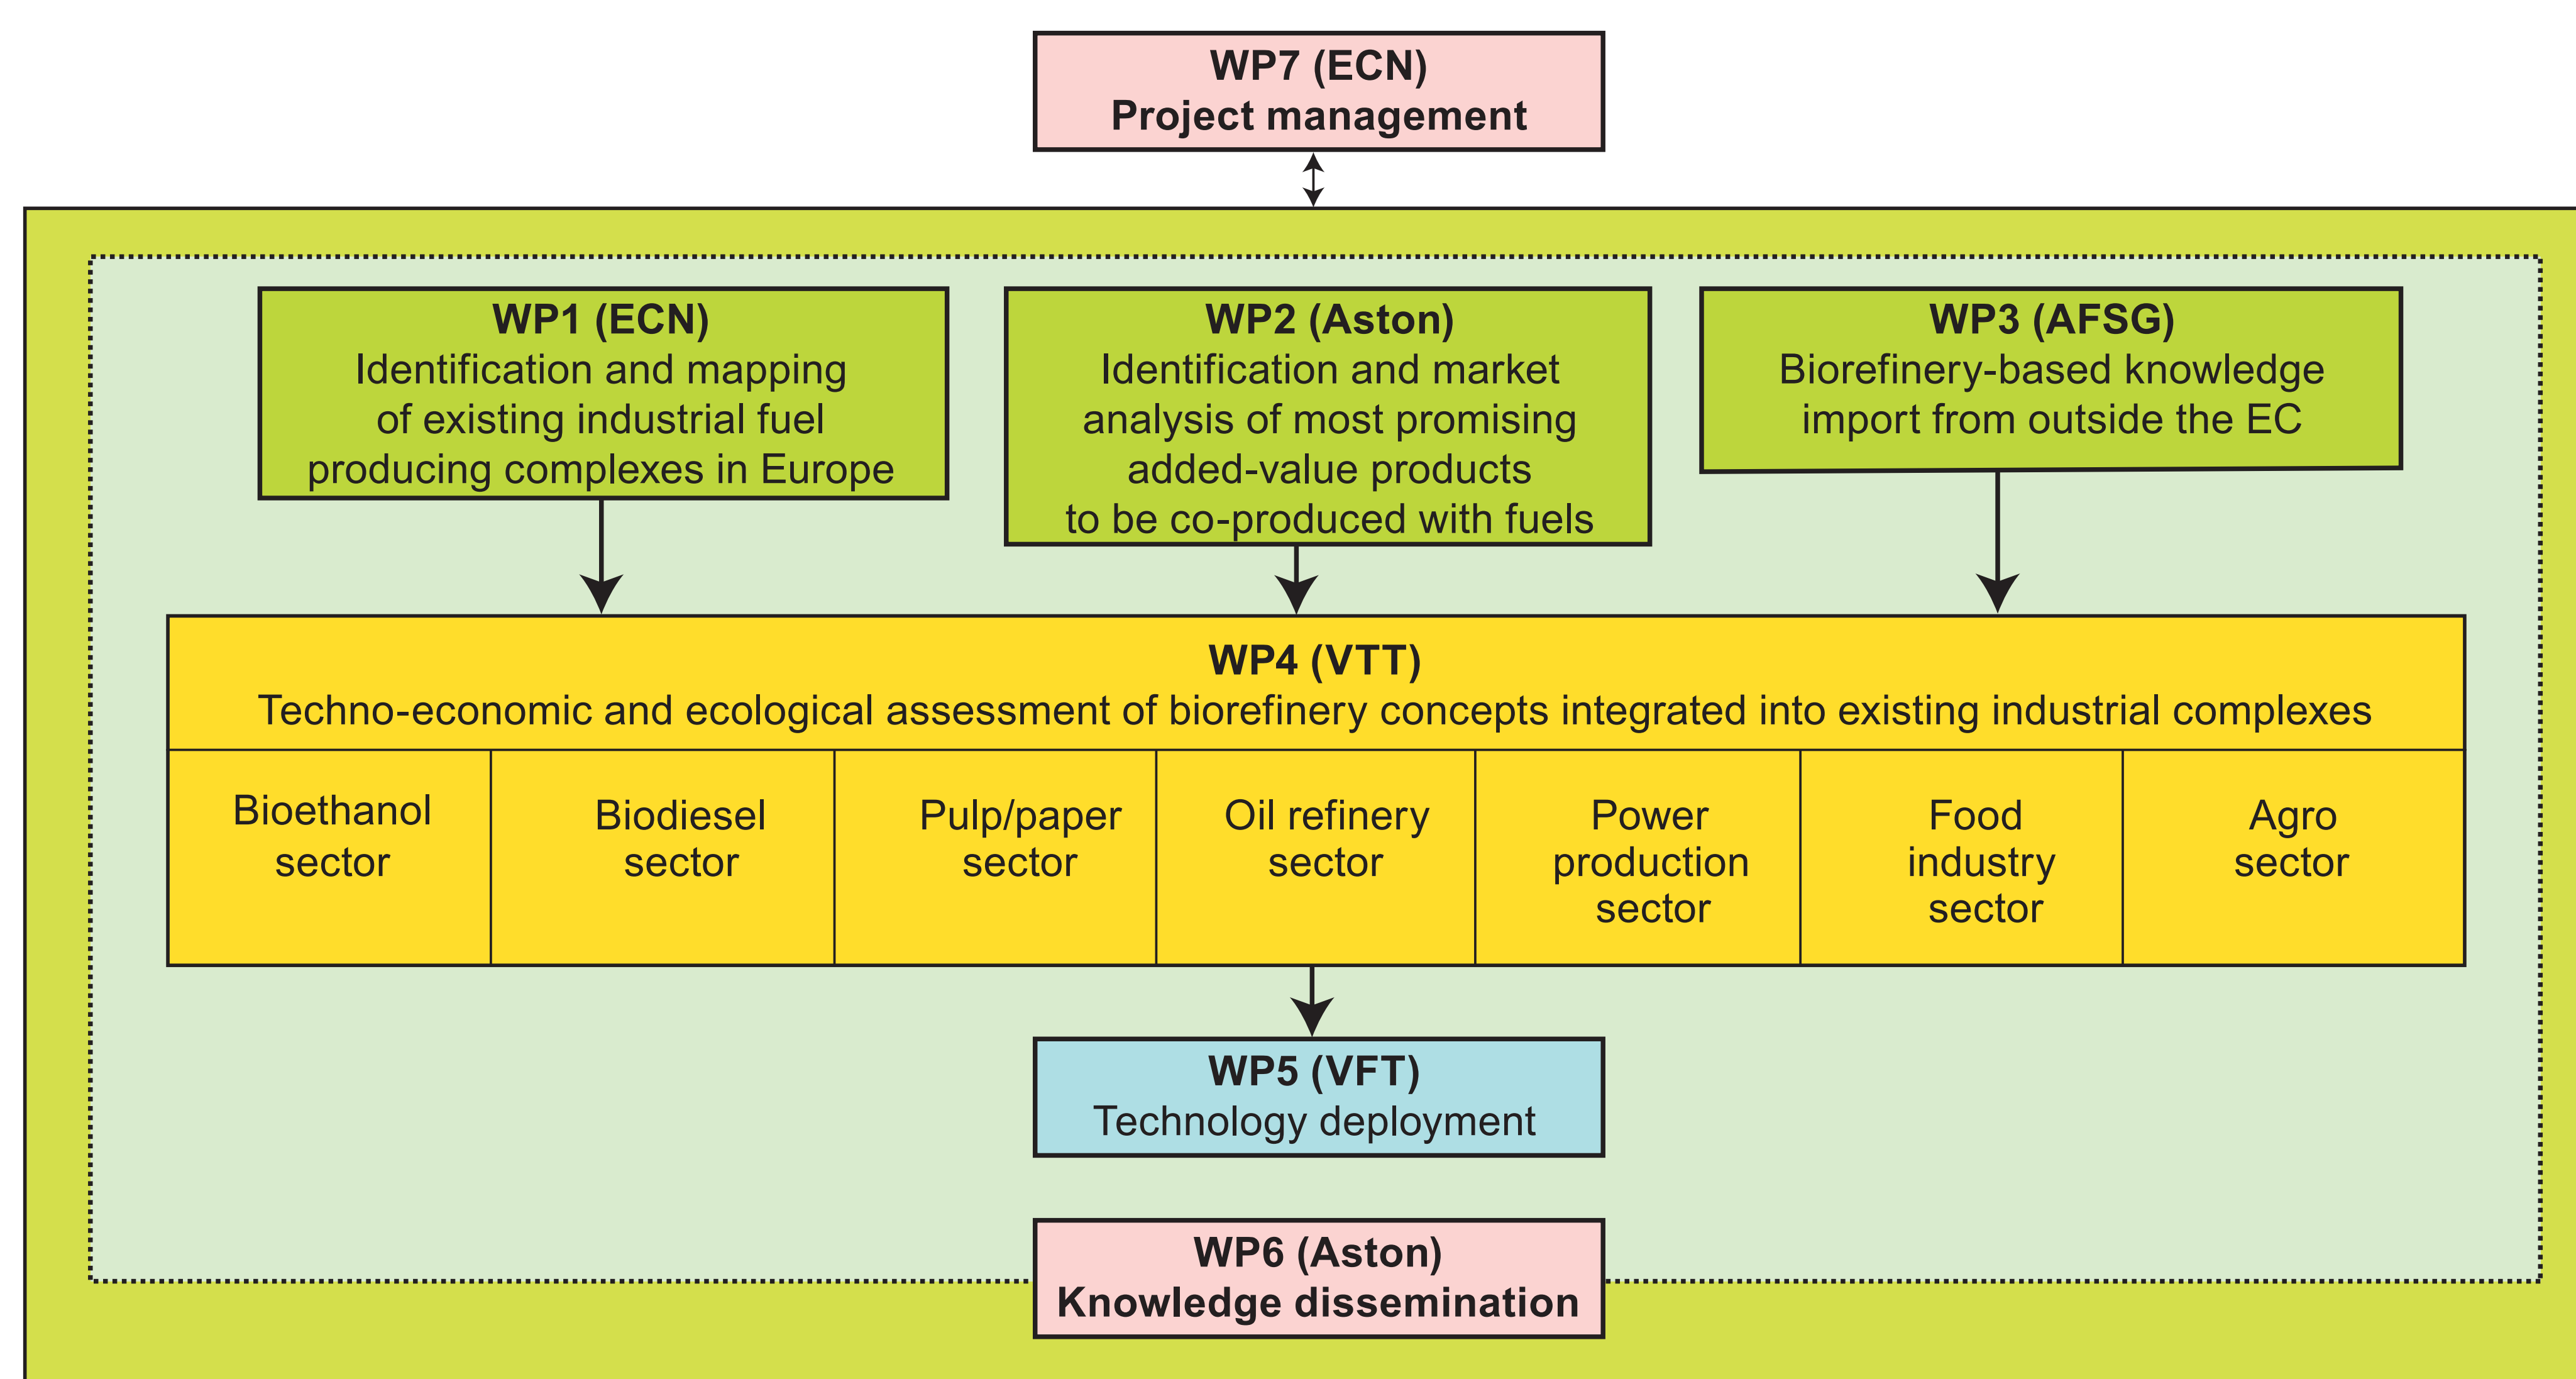 WP7 (ECN)
Project management
WP1 (ECN)
Identification and mapping
of existing industrial fuel
producing complexes in Europe
WP2 (Aston)
Identification and market
analysis of most promising
added-value products
to be co-produced with fuels
WP3 (AFSG)
Biorefinery-based knowledge
import from outside the EC
WP4 (VTT)
Techno-economic and ecological assessment of biorefinery concepts integrated into existing industrial complexes
Bioethanol
sector
Biodiesel
sector
Pulp/paper
sector
Oil refinery
sector
Power
production
sector
Food
industry
sector
Agro
sector
WP5 (VFT)
Technology deployment
WP6 (Aston)
Knowledge dissemination